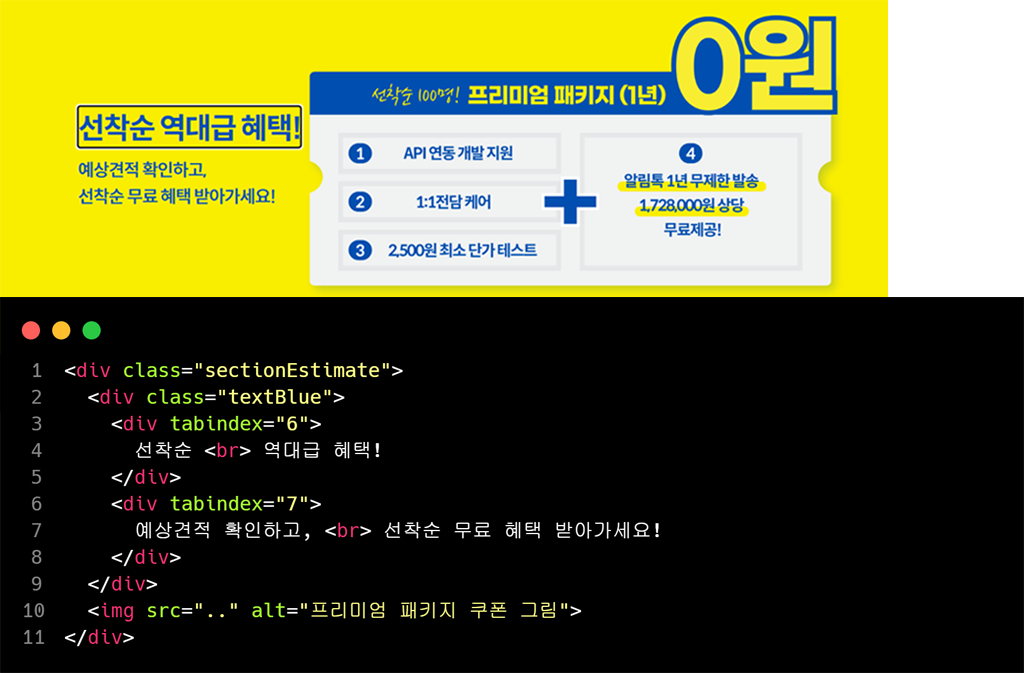 0원
선착순 100명! 프리미엄 패키지 (1년)
선착순 역대급 혜택!
예상견적 확인하고,
선착순 무료 혜택 받아가세요!
1 API 연동 개발 지원
2 1:1전담 케어
3 2,500원 최소 단가 테스트
+
4
알림톡 1년 무제한 발송
1,728,000원 상당
무료제공!
1 <div class="sectionEstimate">
2 <div class="textBlue">
3 <div tabindex="6">
4 선착순 <br> 역대급 혜택!
5 </div>
6 <div tabindex="7">
7 예상견적 확인하고, <br> 선착순 무료 혜택 받아가세요!
8 </div>
9 </div>
10 <img src=".." alt="프리미엄 패키지 쿠폰 그림">
11 </div>